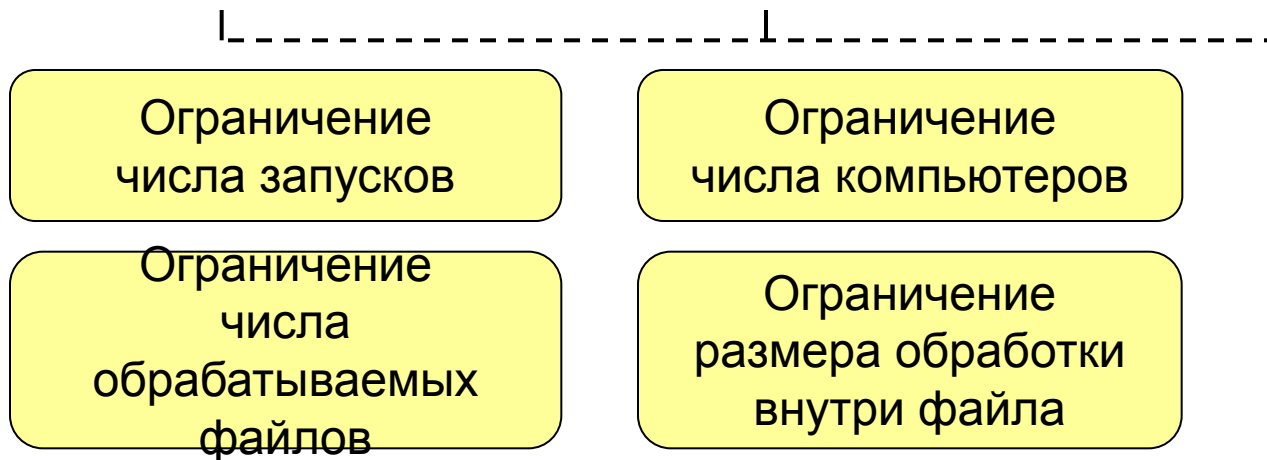 Ограничение
числа запусков
Ограничение
числа компьютеров
Ограничение
числа
обрабатываемых
файлов
Ограничение
размера обработки
внутри файла